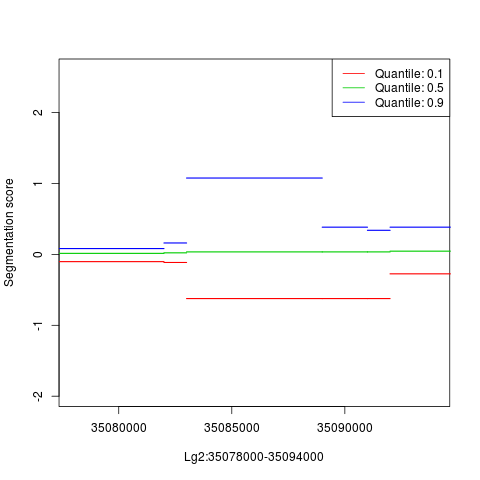 Quantile: 0.1
Quantile: 0.5
Quantile: 0.9
2
1
0
-1
-2
Segmentation score
35080000 35085000 35090000
Lg2:35078000-35094000